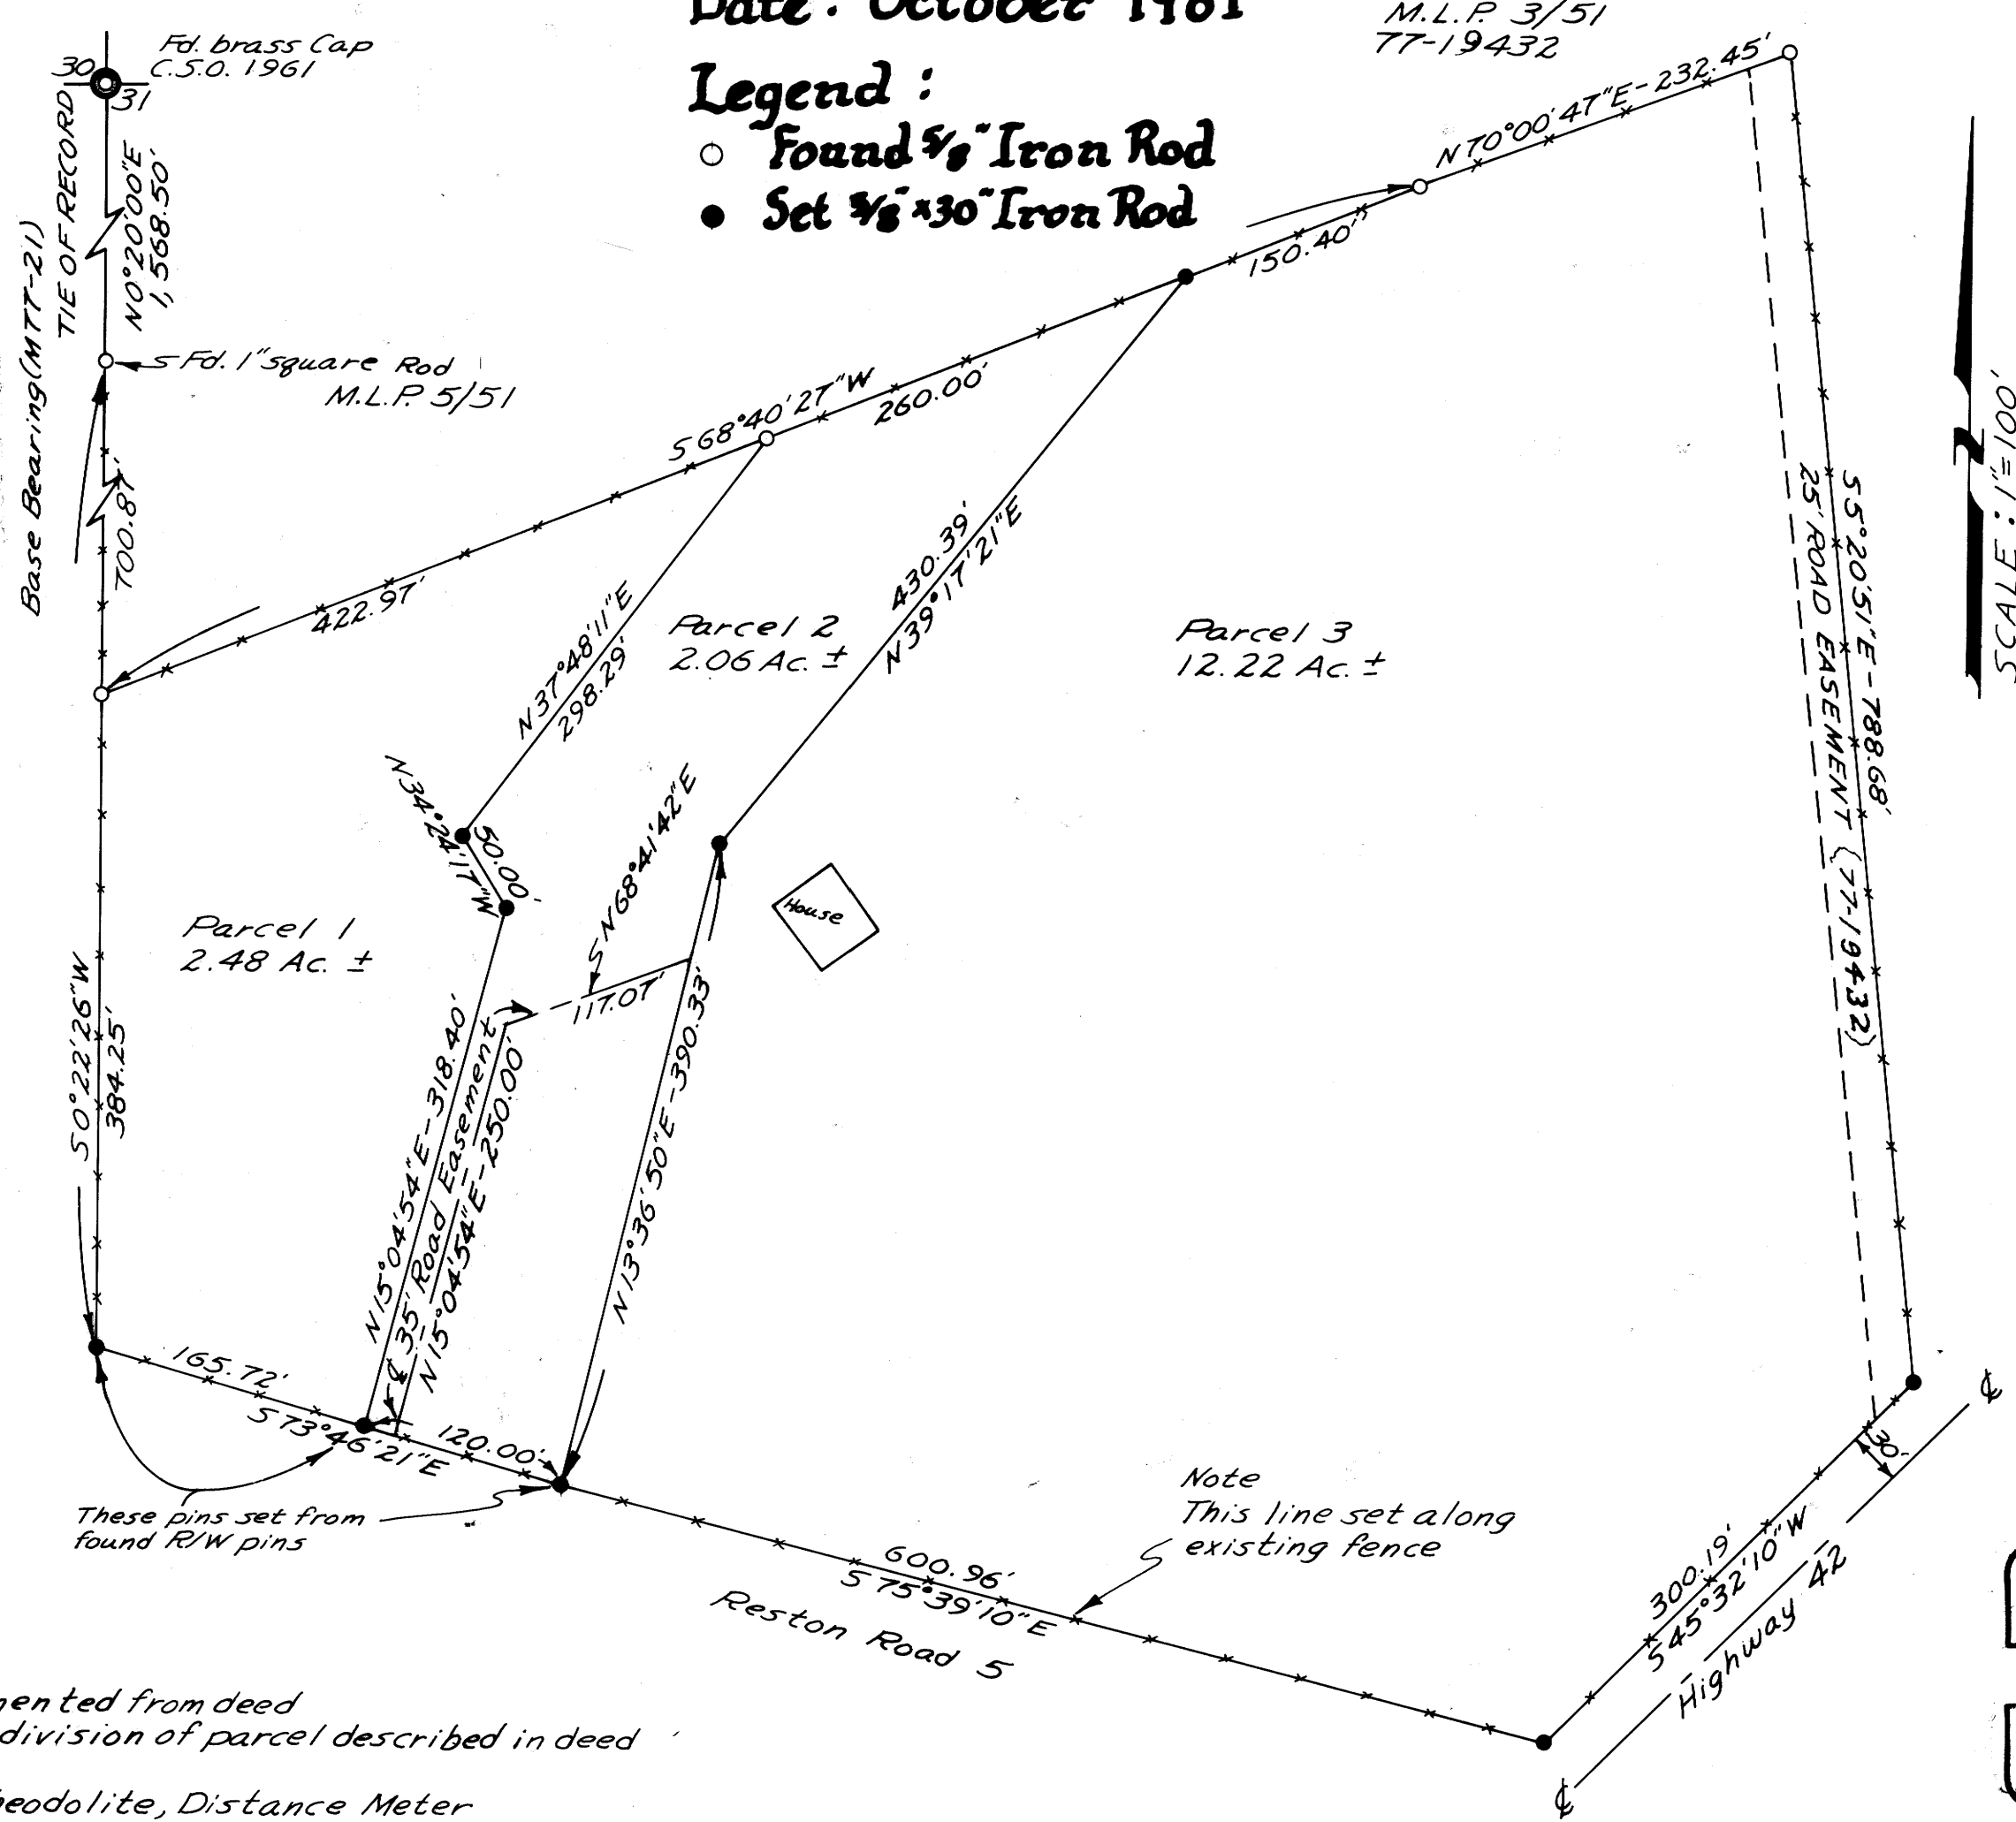 Date: October 1981
M.L.P. 3/51
77-19432
Fd. brass Cap
C.S.O. 1961
30
31
Legend :
Found 5/8" Iron Rod
Set 5/8"x30" Iron Rod
N70°00'47"E-232.45'
Base Bearing(MTT-21)
TIE OF RECORD
N0°20'00"E
1,568.50'
Fd. 1" square Rod
M.L.P. 5/51
150.40'
S68°40'27"W
260.00'
700.87'
422.97'
SCALE: 1"=100'
N37°48'11"E
298.29'
Parcel 2
2.06 Ac. ±
430.39'
N39°17'21"E
Parcel 3
12.22 Ac. ±
S5°20'51"E-788.68'
25' ROAD EASEMENT (77-19432)
N34°24'17"W
50.00'
N68°41'42"E
117.07'
House
Parcel 1
2.48 Ac. ±
S0°22'26"W
384.25'
N15°04'54"E-318.40'
℄ 35' Road Easement
N15°04'54"E-250.00'
N13°36'50"E-390.33'
165.72'
S73°46'21"E
120.00'
These pins set from
found R/W pins
Note
This line set along
existing fence
600.96'
S75°39'10"E
Reston Road 5
30'
300.19'
S45°32'10"W
Highway 42
℄
℄
mented from deed
division of parcel described in deed
heodolite, Distance Meter